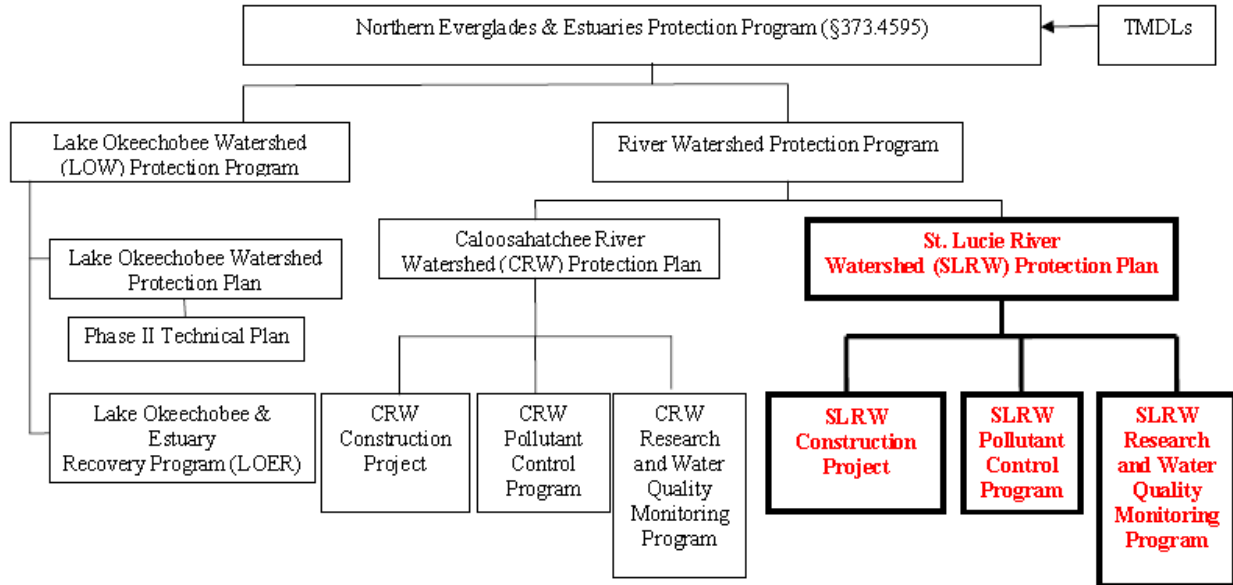 Northern Everglades & Estuaries Protection Program (§373.4595)
TMDLs
Lake Okeechobee Watershed
(LOW) Protection Program
River Watershed Protection Program
Lake Okeechobee Watershed
Protection Plan
Phase II Technical Plan
Lake Okeechobee &
Estuary
Recovery Program (LOER)
Caloosahatchee River
Watershed (CRW) Protection Plan
CRW
Construction
Project
CRW
Pollutant
Control
Program
CRW
Research
and Water
Quality
Monitoring
Program
St. Lucie River
Watershed (SLRW) Protection Plan
SLRW
Construction
Project
SLRW
Pollutant
Control
Program
SLRW
Research
and Water
Quality
Monitoring
Program